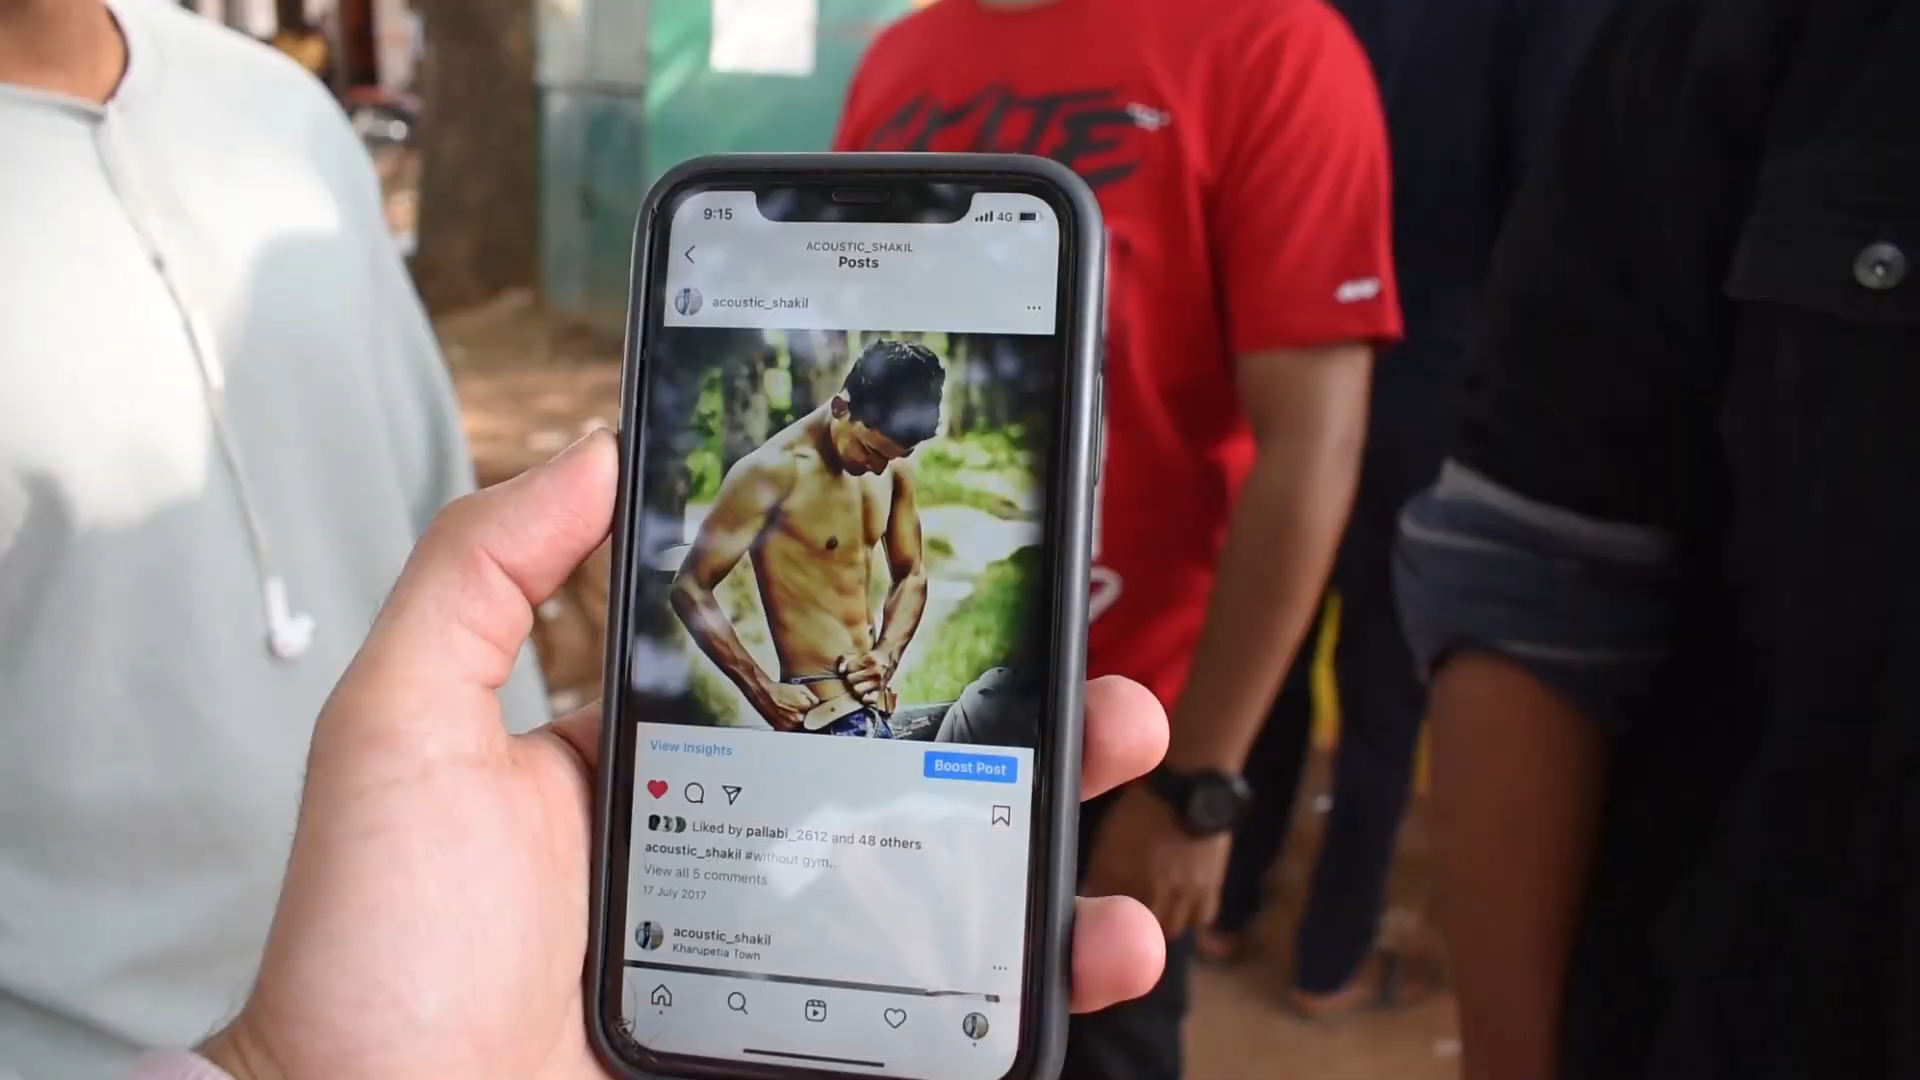 9:15
4G
ACOUSTIC_SHAKIL
Posts
acoustic_shakil
View Insights
Boost Post
Liked by pallabi_2612 and 48 others
acoustic_shakil #without gym...
View all 5 comments
17 July 2017
acoustic_shakil
Kharupetia Town